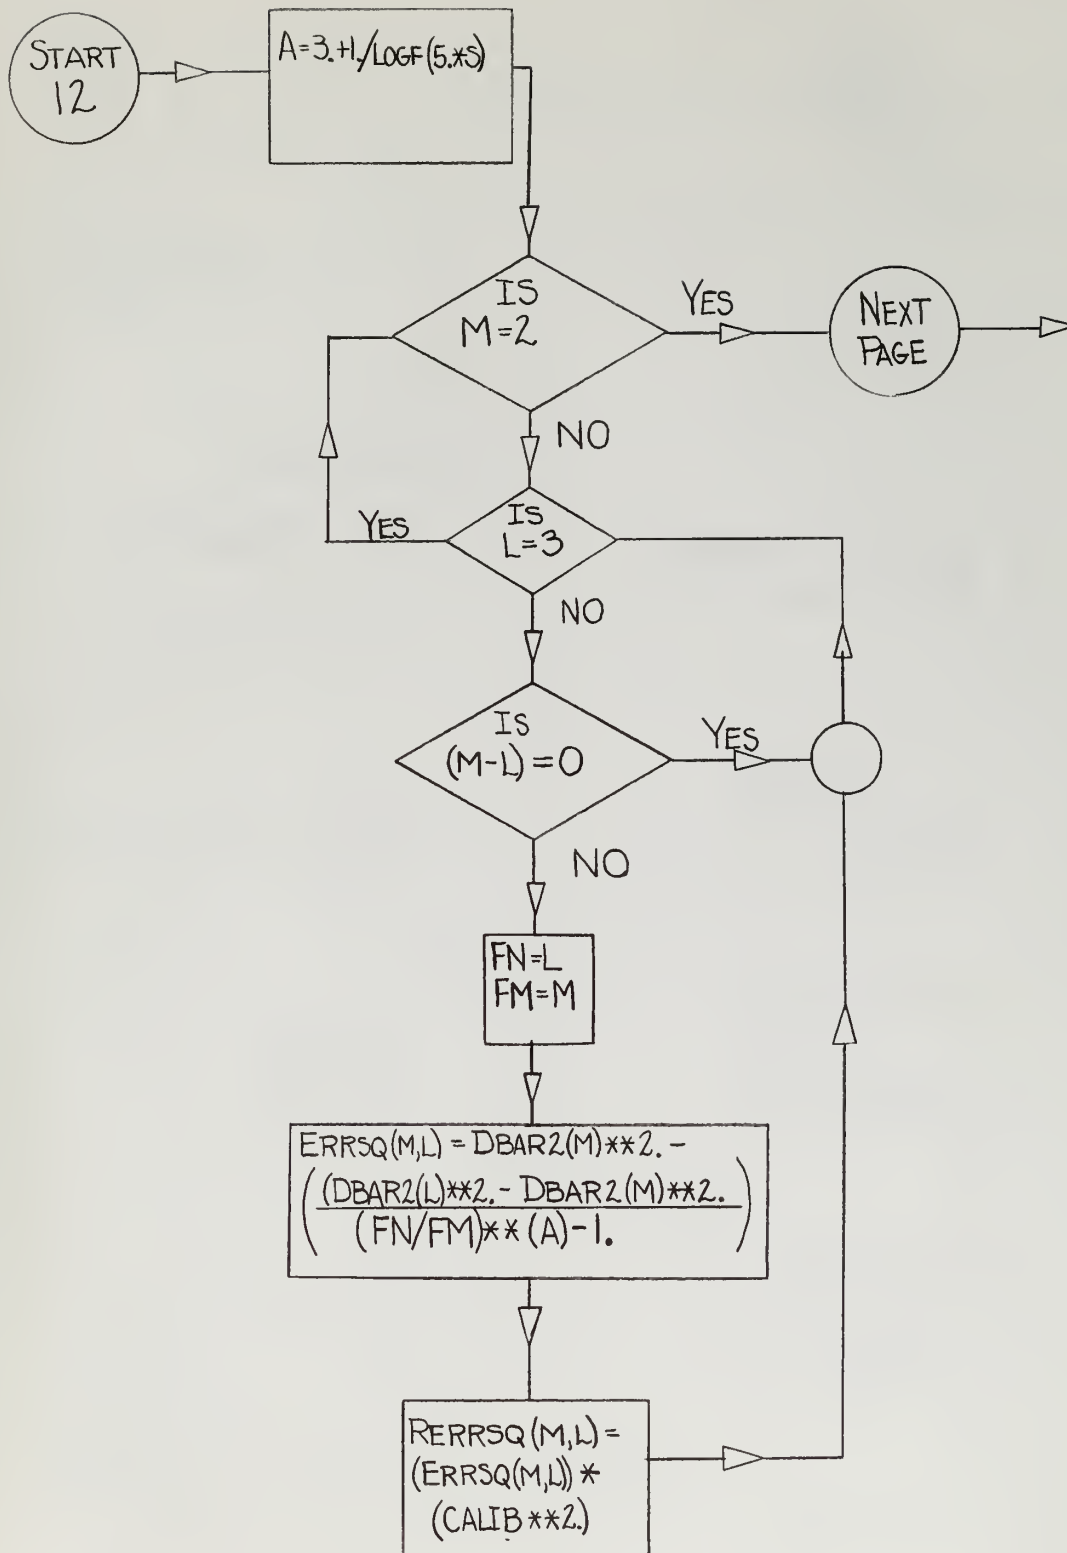 START
12
A=3.+1./LOGF(5.*S)
IS
M=2
YES
NEXT
PAGE
NO
IS
L=3
YES
NO
IS
(M-L)=0
YES
NO
FN=L
FM=M
ERRSQ(M,L)=DBAR2(M)**2.-
((DBAR2(L)**2.-DBAR2(M)**2.
(FN/FM)**(A)-1.)
RERRSQ(M,L)=
(ERRSQ(M,L))*
(CALIB**2.)